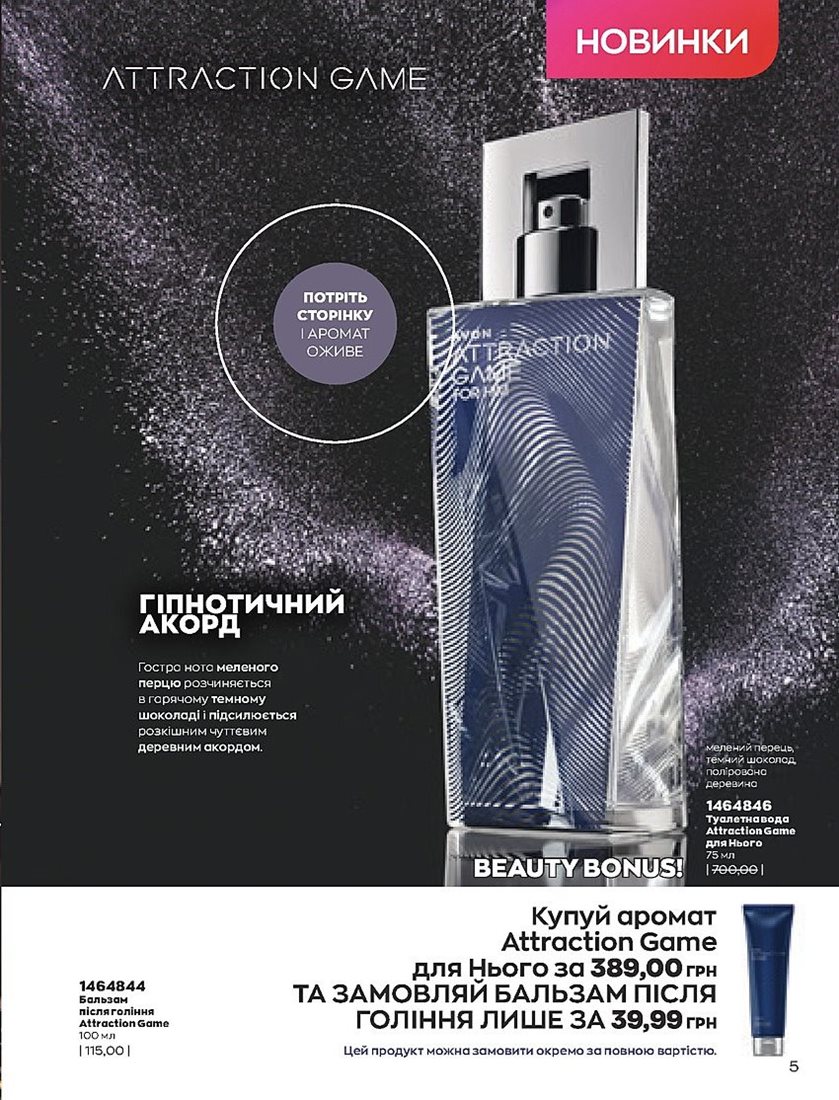 НОВИНКИ
ATTRACTION GAME
ПОТРІТЬ
СТОРІНКУ
І АРОМАТ
ОЖИВЕ
AVON
ATTRACTION
GAME
FOR HIM
ГІПНОТИЧНИЙ
АКОРД
Гостра нота меленого
перцю розчиняється
в гарячому темному
шоколаді і підсилюється
розкішним чуттєвим
деревним акордом.
мелений перець,
темний шоколад,
полірована
деревина
1464846
Туалетна вода
Attraction Game
для Нього
75 мл
| 700,00 |
BEAUTY BONUS!
Купуй аромат
Attraction Game
для Нього за 389,00 ГРН
ТА ЗАМОВЛЯЙ БАЛЬЗАМ ПІСЛЯ
ГОЛІННЯ ЛИШЕ ЗА 39,99 ГРН
Цей продукт можна замовити окремо за повною вартістю.
1464844
Бальзам
після гоління
Attraction Game
100 мл
| 115,00 |
5